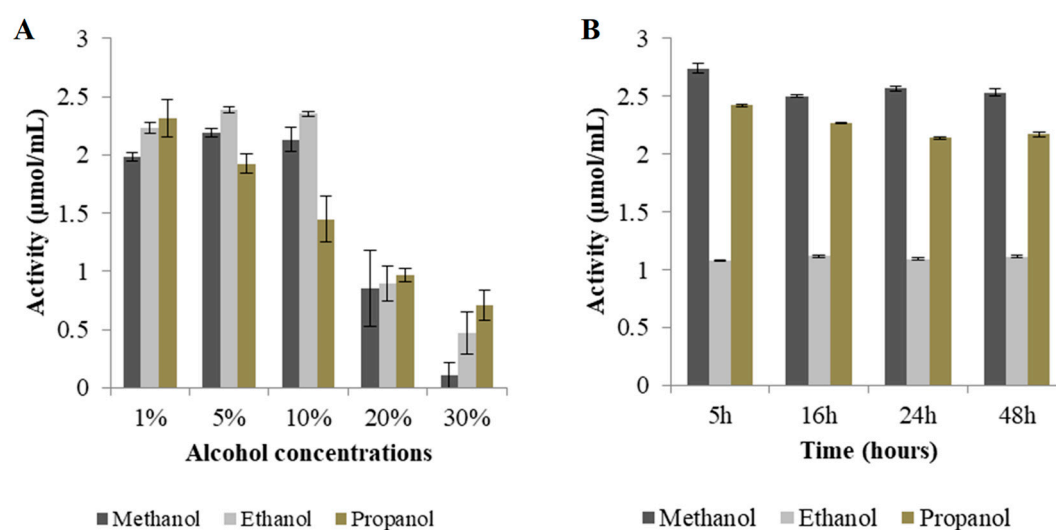 A
Activity (µmol/mL)
3
2.5
2
1.5
1
0.5
0
1% 5% 10% 20% 30%
Alcohol concentrations
Methanol Ethanol Propanol
B
Activity (µmol/mL)
3
2.5
2
1.5
1
0.5
0
5h 16h 24h 48h
Time (hours)
Methanol Ethanol Propanol